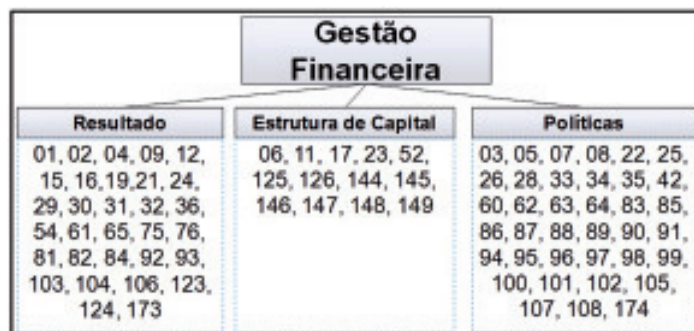 Gestão
Financeira
Resultado
01, 02, 04, 09, 12,
15, 16,19,21, 24,
29, 30, 31, 32, 36,
54, 61, 65, 75, 76,
81, 82, 84, 92, 93,
103, 104, 106, 123,
124, 173
Estrutura de Capital
06, 11, 17, 23, 52,
125, 126, 144, 145,
146, 147, 148, 149
Políticas
03, 05, 07, 08, 22, 25,
26, 28, 33, 34, 35, 42,
60, 62, 63, 64, 83, 85,
86, 87, 88, 89, 90, 91,
94, 95, 96, 97, 98, 99,
100, 101, 102, 105,
107, 108, 174